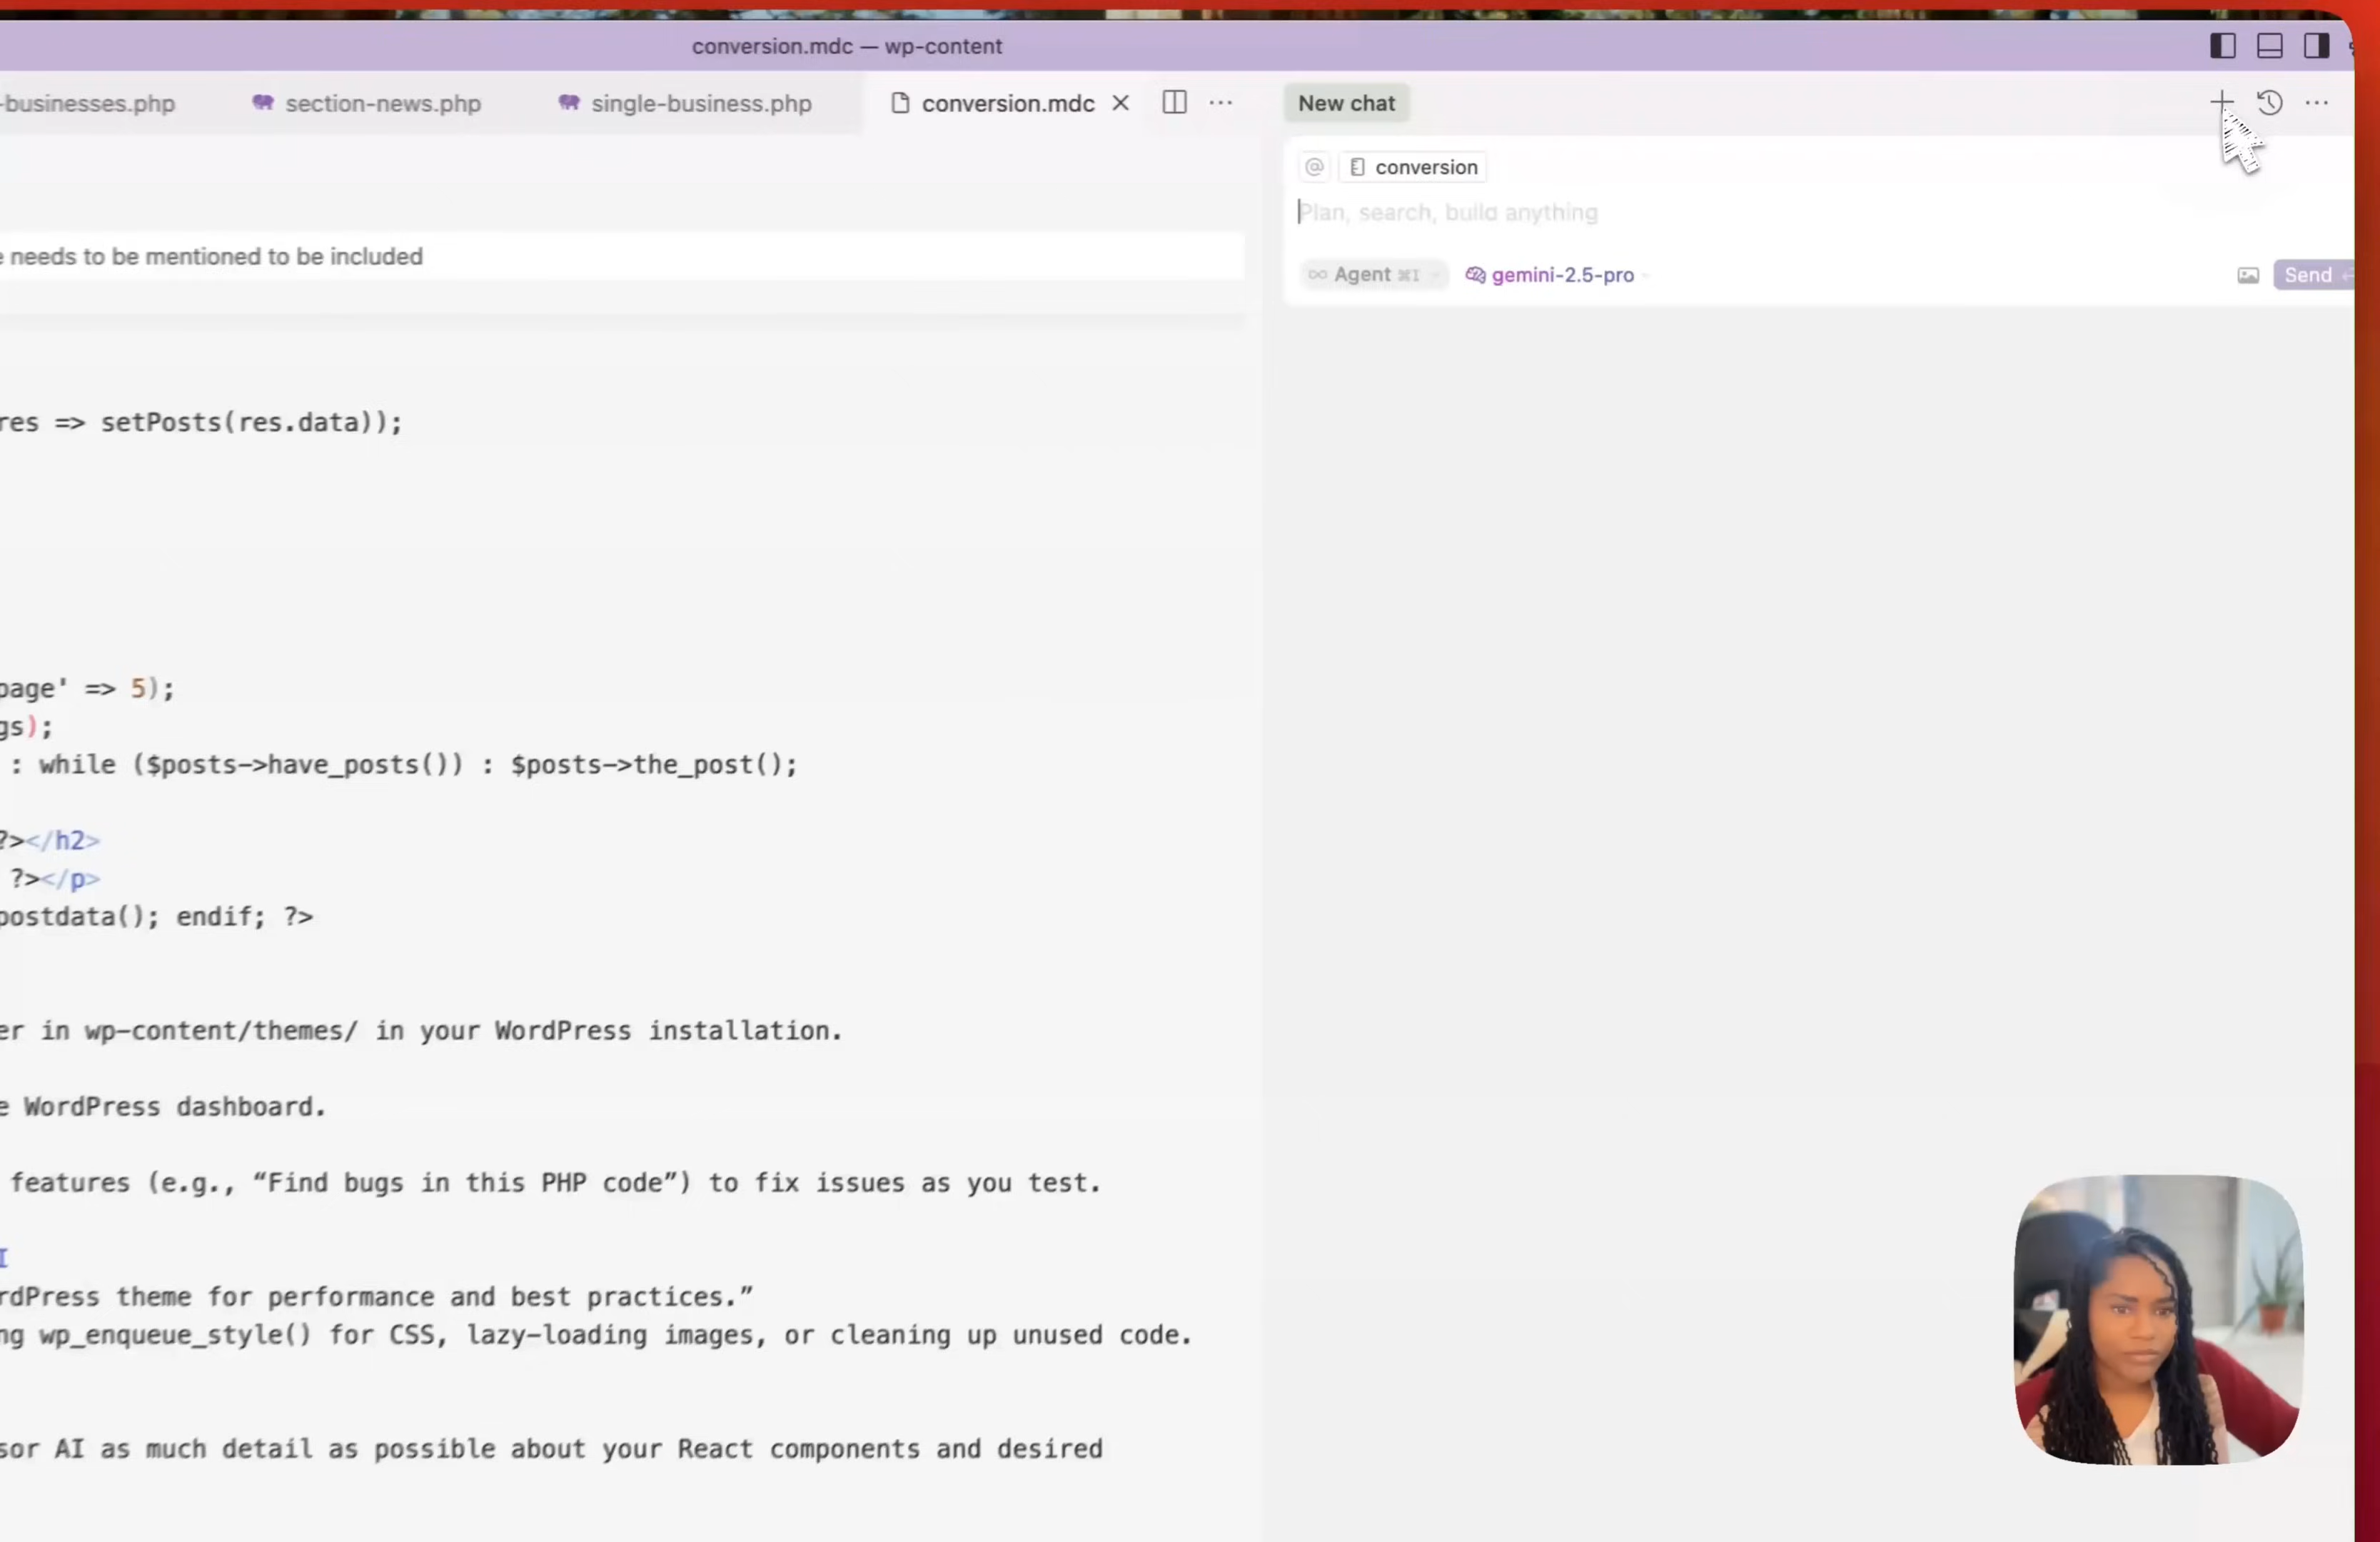 conversion.mdc — wp-content
-businesses.php section-news.php single-business.php conversion.mdc
New chat
@ conversion
Plan, search, build anything
Agent ⌘I gemini-2.5-pro Send
needs to be mentioned to be included
res => setPosts(res.data));
page' => 5);
gs);
: while ($posts->have_posts()) : $posts->the_post();
?></h2>
?></p>
postdata(); endif; ?>
er in wp-content/themes/ in your WordPress installation.
e WordPress dashboard.
features (e.g., “Find bugs in this PHP code”) to fix issues as you test.
I
rdPress theme for performance and best practices.”
ng wp_enqueue_style() for CSS, lazy-loading images, or cleaning up unused code.
sor AI as much detail as possible about your React components and desired